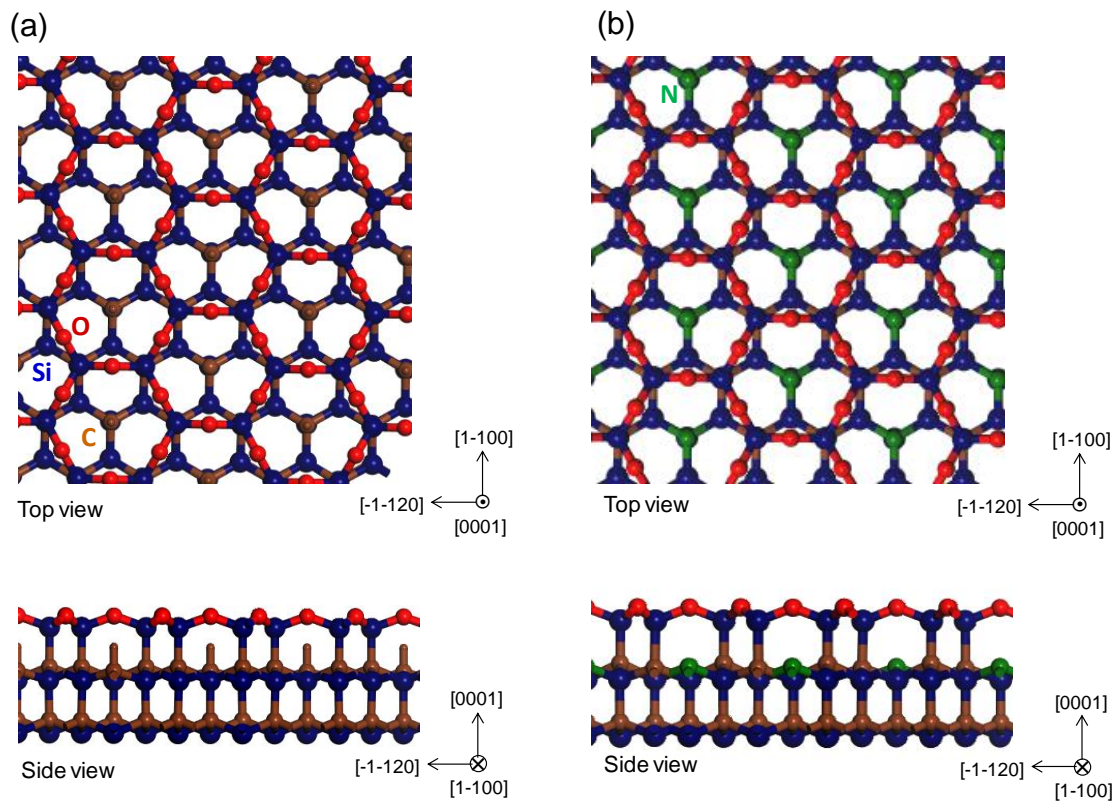 (a)
(b)
N
O
Si
C
[1-100]
[-1-120]
[0001]
Top view
[1-100]
[-1-120]
[0001]
Top view
[0001]
[-1-120]
[1-100]
Side view
[0001]
[-1-120]
[1-100]
Side view